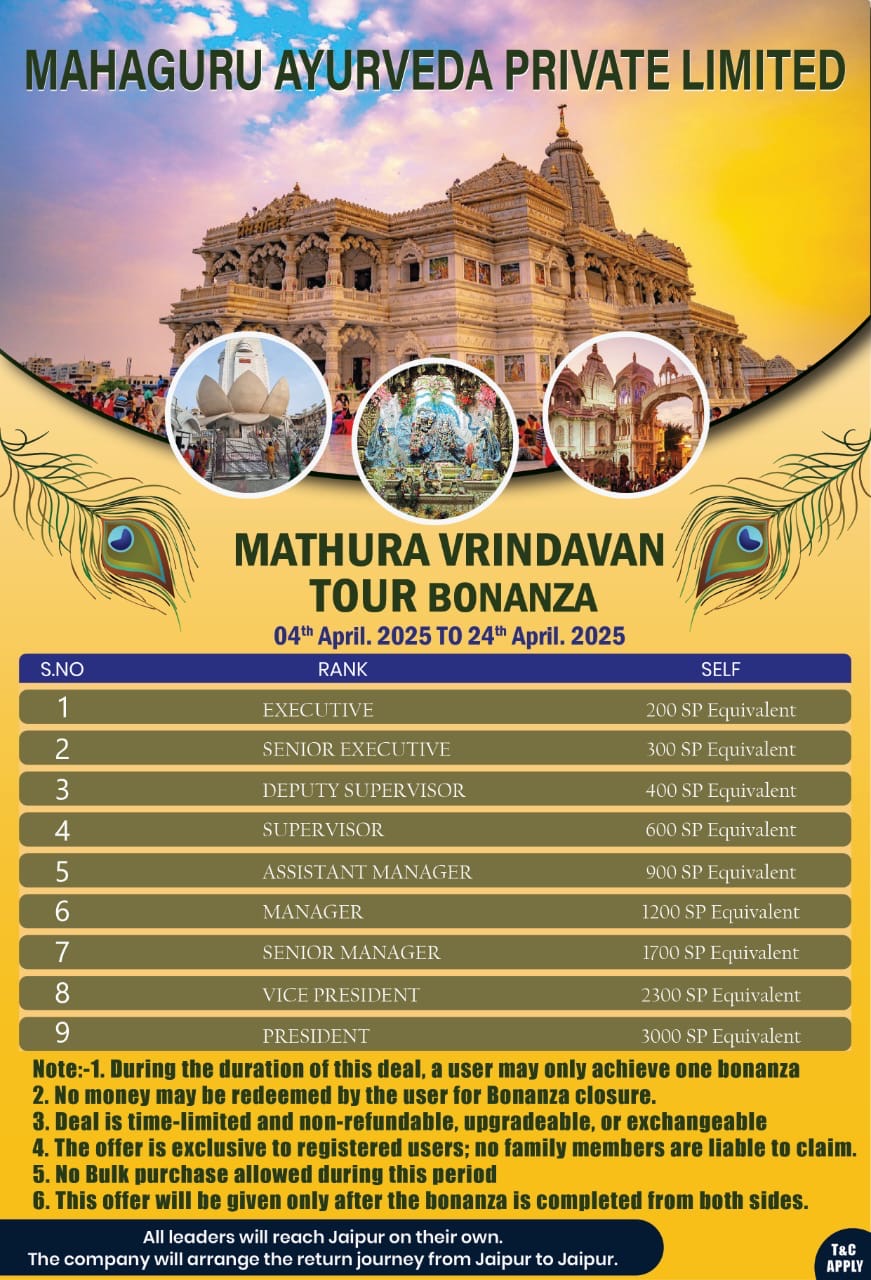 MAHAGURU AYURVEDA PRIVATE LIMITED
MATHURA VRINDAVAN
TOUR BONANZA
04th April. 2025 TO 24th April. 2025
S.NO RANK SELF
1 EXECUTIVE 200 SP Equivalent
2 SENIOR EXECUTIVE 300 SP Equivalent
3 DEPUTY SUPERVISOR 400 SP Equivalent
4 SUPERVISOR 600 SP Equivalent
5 ASSISTANT MANAGER 900 SP Equivalent
6 MANAGER 1200 SP Equivalent
7 SENIOR MANAGER 1700 SP Equivalent
8 VICE PRESIDENT 2300 SP Equivalent
9 PRESIDENT 3000 SP Equivalent
Note:-1. During the duration of this deal, a user may only achieve one bonanza
2. No money may be redeemed by the user for Bonanza closure.
3. Deal is time-limited and non-refundable, upgradeable, or exchangeable
4. The offer is exclusive to registered users; no family members are liable to claim.
5. No Bulk purchase allowed during this period
6. This offer will be given only after the bonanza is completed from both sides.
All leaders will reach Jaipur on their own.
The company will arrange the return journey from Jaipur to Jaipur.
T&C
APPLY